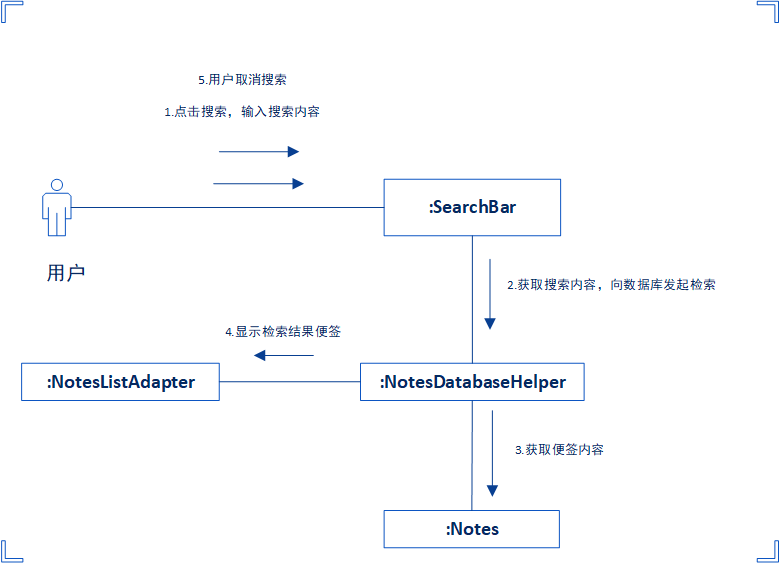 5.用户取消搜索
1.点击搜索，输入搜索内容
:SearchBar
用户
2.获取搜索内容，向数据库发起检索
4.显示检索结果便签
:NotesListAdapter
:NotesDatabaseHelper
3.获取便签内容
:Notes